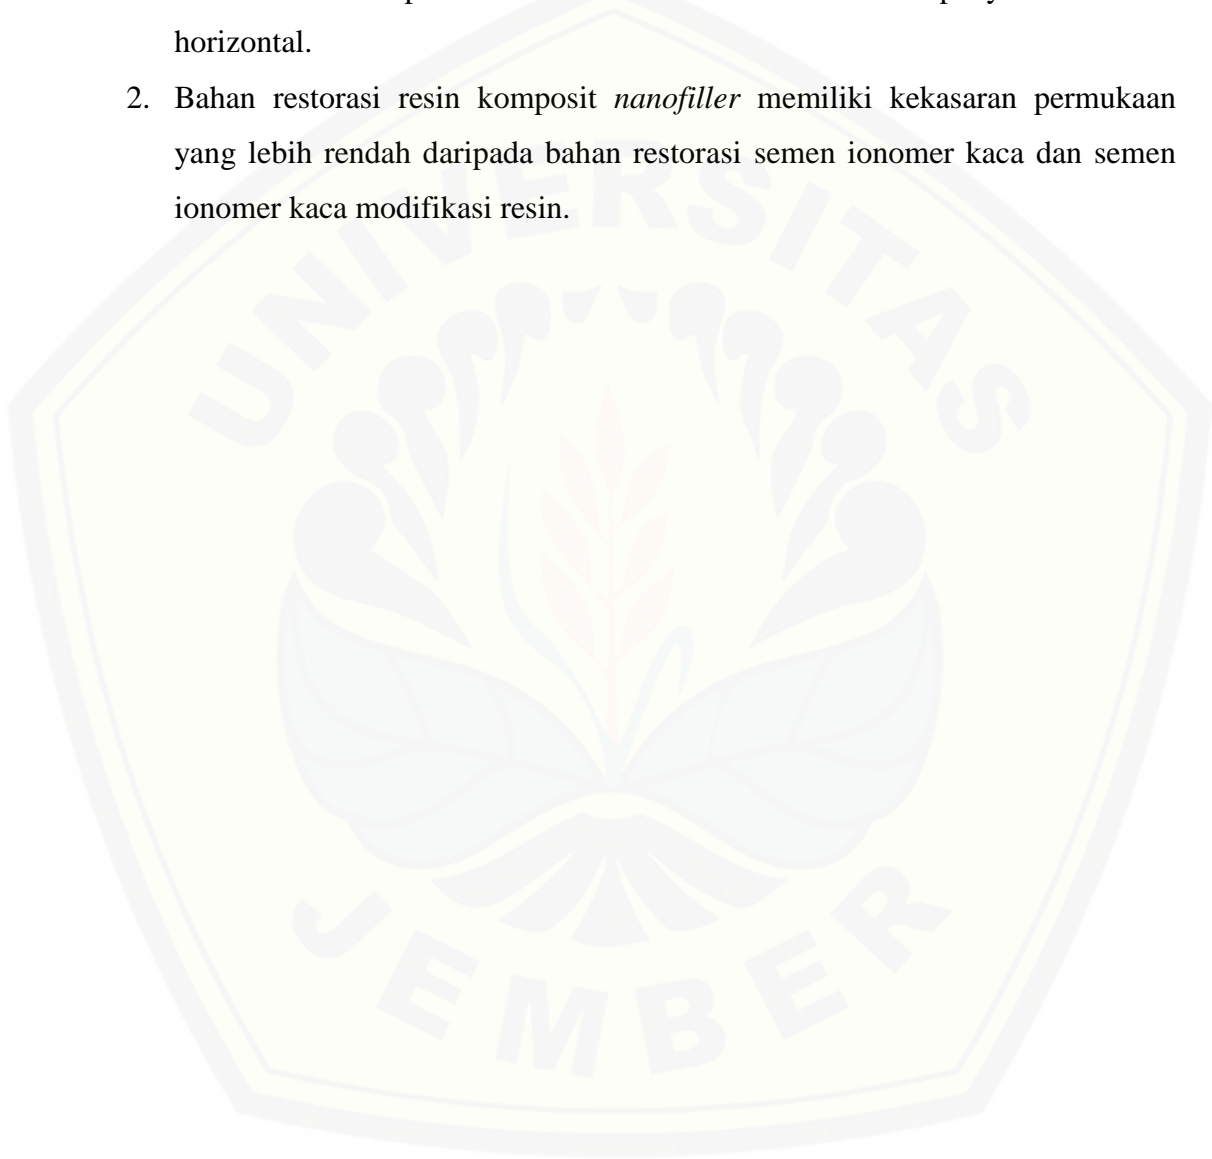 horizontal.
2. Bahan restorasi resin komposit nanofiller memiliki kekasaran permukaan
yang lebih rendah daripada bahan restorasi semen ionomer kaca dan semen
ionomer kaca modifikasi resin.
UNIVERSITAS
JEMBER